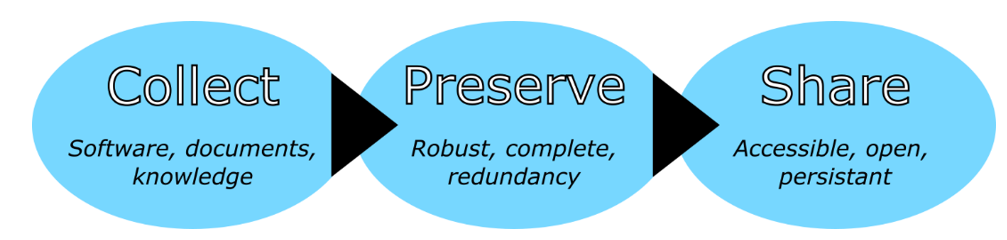 Collect
Software, documents,
knowledge
Preserve
Robust, complete,
redundancy
Share
Accessible, open,
persistant